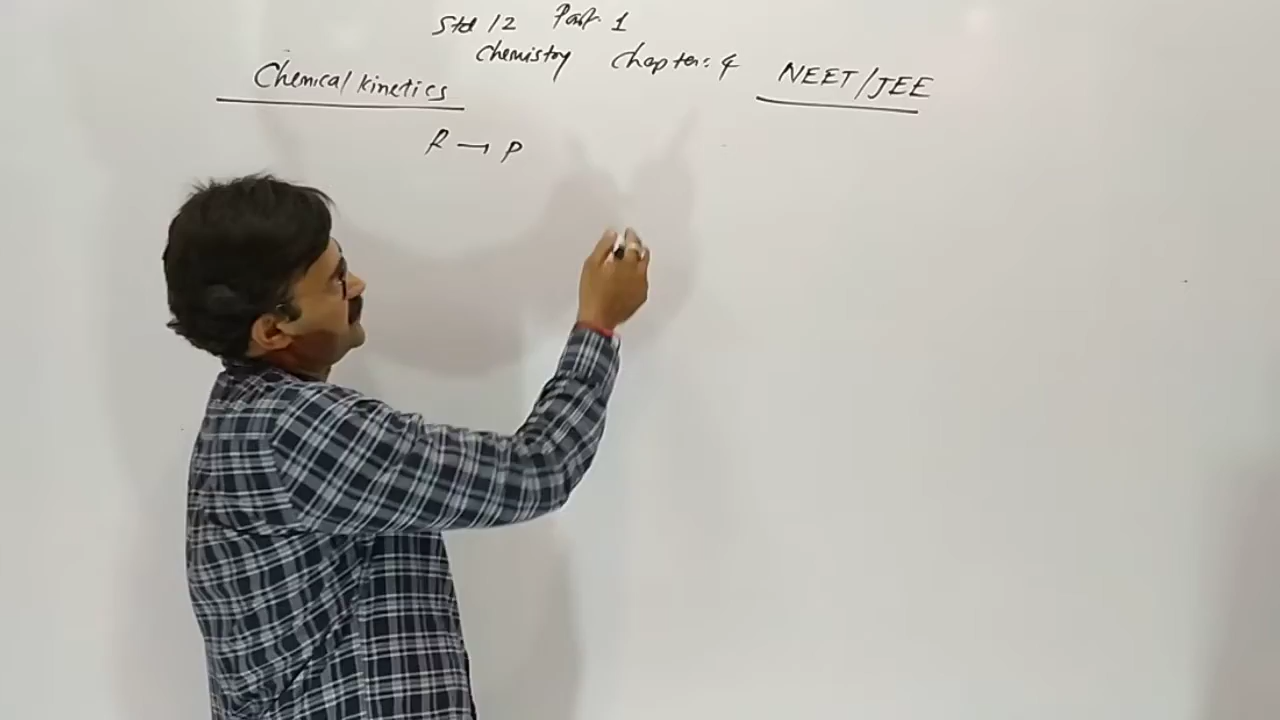 Std 12 Part 1
Chemistry Chapter: 4 NEET/JEE
Chemical kinetics
R → P